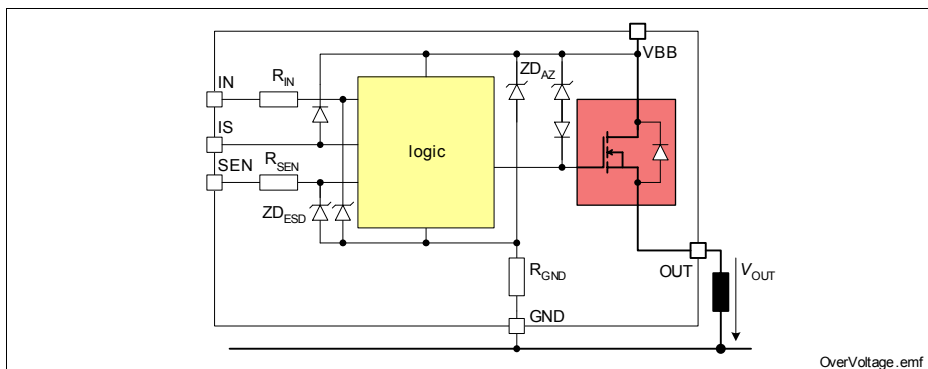 VBB
ZDAZ
IN
RIN
IS
logic
SEN
RSEN
ZDESD
OUT
VOUT
RGND
GND
OverVoltage.emf